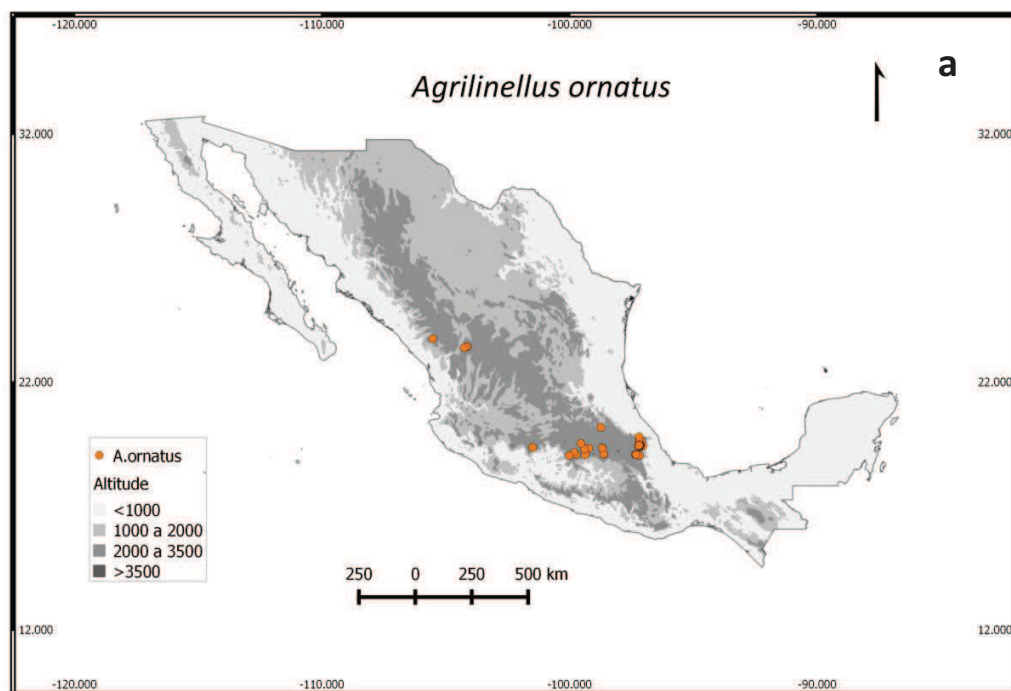 -120.000 -110.000 -100.000 -90.000
a
Agrilinellus ornatus
32.000 32.000
22.000 22.000
A.ornatus
Altitude
<1000
1000 a 2000
2000 a 3500
>3500
250 0 250 500 km
12.000 12.000
-120.000 -110.000 -100.000 -90.000